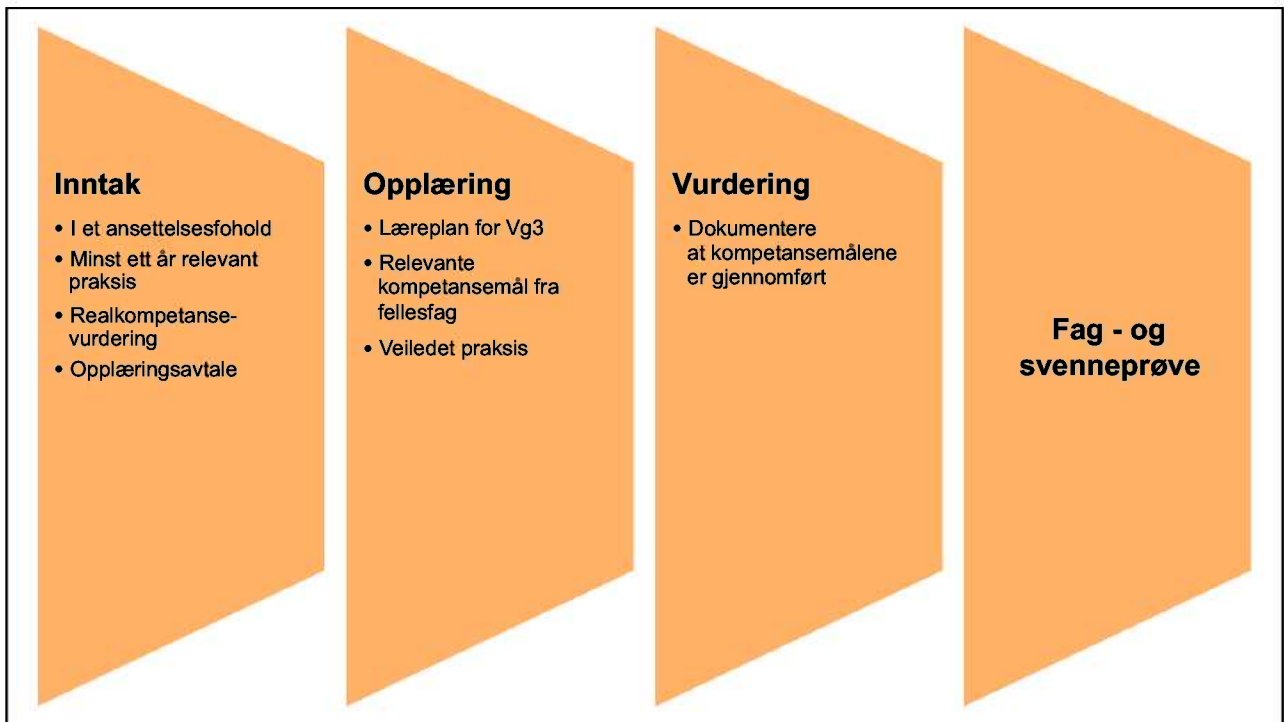 Inntak
• I et ansettelsesfohold
• Minst ett år relevant
praksis
• Realkompetanse-
vurdering
• Opplæringsavtale
Opplæring
• Læreplan for Vg3
• Relevante
kompetansemål fra
fellesfag
• Veiledet praksis
Vurdering
• Dokumentere
at kompetansemålene
er gjennomført
Fag - og
svenneprøve